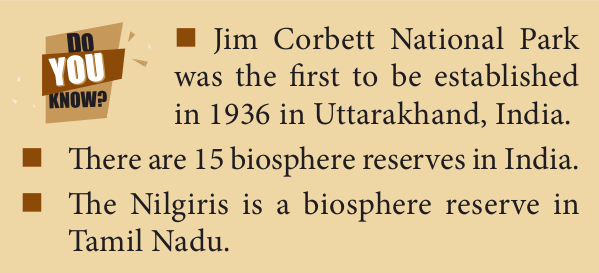 DO
YOU
KNOW?
■ Jim Corbett National Park
was the first to be established
in 1936 in Uttarakhand, India.
■ There are 15 biosphere reserves in India.
■ The Nilgiris is a biosphere reserve in
Tamil Nadu.